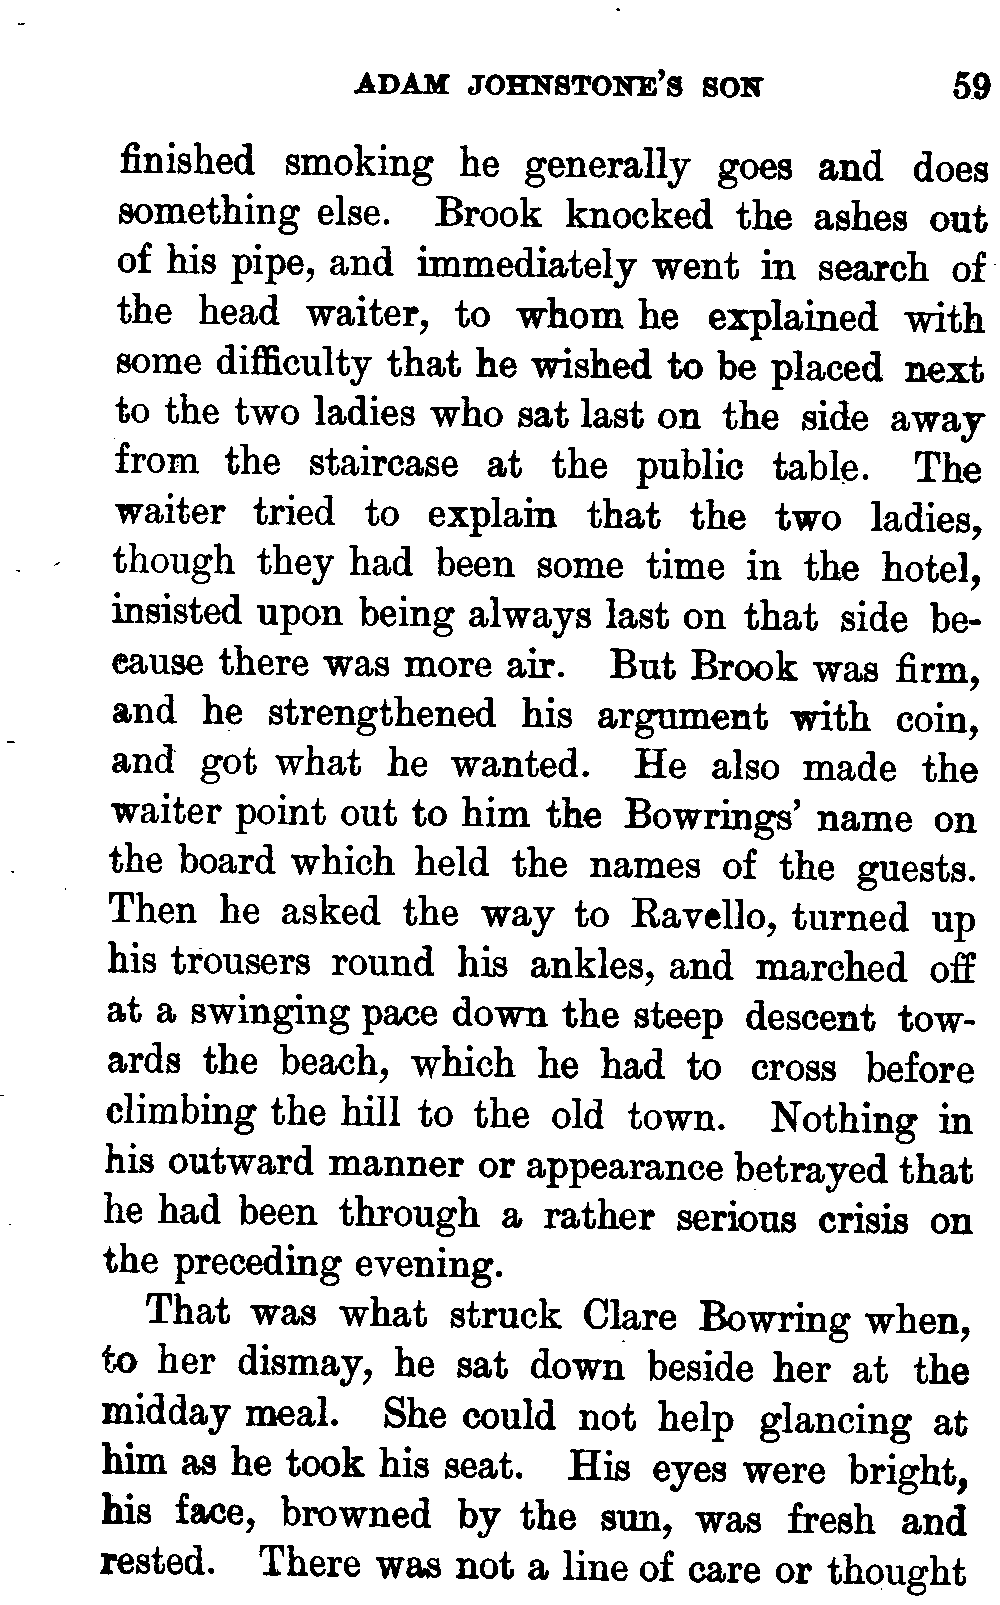 ADAM JOHNSTONE'S SON 59
finished smoking he generally goes and does
something else. Brook knocked the ashes out
of his pipe, and immediately went in search of
the head waiter, to whom he explained with
some difficulty that he wished to be placed next
to the two ladies who sat last on the side away
from the staircase at the public table. The
waiter tried to explain that the two ladies,
though they had been some time in the hotel,
insisted upon being always last on that side be-
cause there was more air. But Brook was firm,
and he strengthened his argument with coin,
and got what he wanted. He also made the
waiter point out to him the Bowrings' name on
the board which held the names of the guests.
Then he asked the way to Ravello, turned up
his trousers round his ankles, and marched off
at a swinging pace down the steep descent tow-
ards the beach, which he had to cross before
climbing the hill to the old town. Nothing in
his outward manner or appearance betrayed that
he had been through a rather serious crisis on
the preceding evening.
That was what struck Clare Bowring when,
to her dismay, he sat down beside her at the
midday meal. She could not help glancing at
him as he took his seat. His eyes were bright,
his face, browned by the sun, was fresh and
rested. There was not a line of care or thought